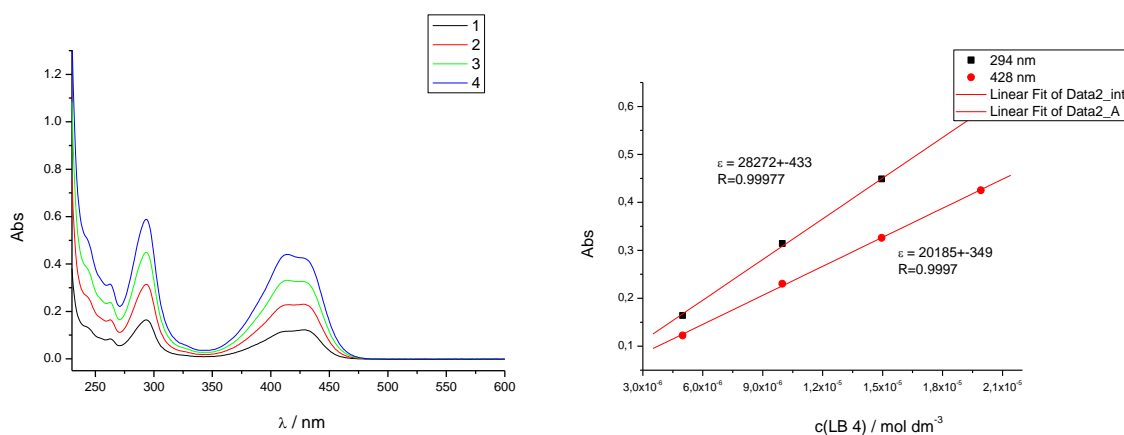 1
2
3
4
1.2
1.0
0.8
0.6
0.4
0.2
0.0
Abs
250 300 350 400 450 500 550 600
λ / nm
294 nm
428 nm
Linear Fit of Data2_int
Linear Fit of Data2_A
0,6
0,5
0,4
0,3
0,2
0,1
Abs
ε = 28272+-433
R=0.99977
ε = 20185+-349
R=0.9997
3,0x10⁻⁶ 6,0x10⁻⁶ 9,0x10⁻⁶ 1,2x10⁻⁵ 1,5x10⁻⁵ 1,8x10⁻⁵ 2,1x10⁻⁵
c(LB 4) / mol dm⁻³